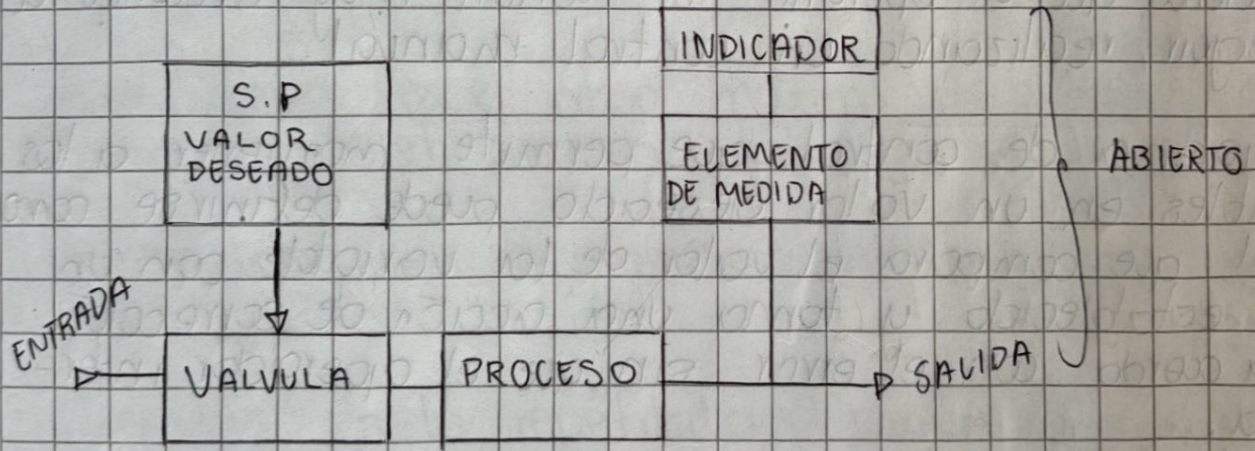 INDICADOR
S.P
VALOR
DESEADO
ELEMENTO
DE MEDIDA
ABIERTO
ENTRADA
VALVULA
PROCESO
SALIDA